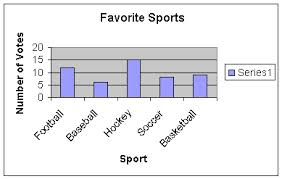 Favorite Sports
Number of Votes
20
15
10
5
0
Football
Baseball
Hockey
Soccer
Basketball
Sport
Series1